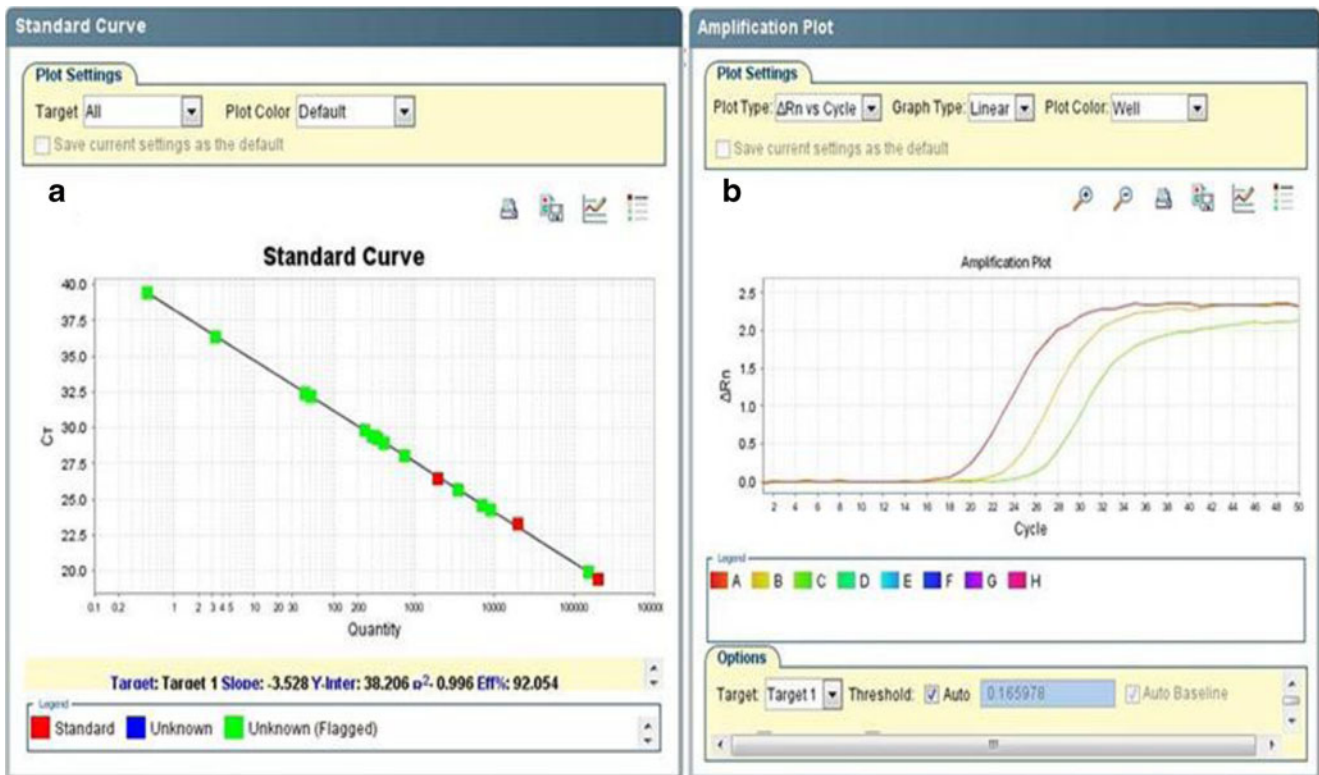 Standard Curve
Plot Settings
Target All Plot Color Default
Save current settings as the default
a
Standard Curve
40.0
37.5
35.0
32.5
30.0
27.5
25.0
22.5
20.0
CT
0.1 0.2 1 2 3 4 5 10 20 30 100 200 1000 10000 100000 100000
Quantity
Target: Target 1 Slope: -3.528 Y-Inter: 38.206 R²- 0.996 Eff%: 92.054
Legend
Standard Unknown Unknown (Flagged)
Amplification Plot
Plot Settings
Plot Type: ΔRn vs Cycle Graph Type: Linear Plot Color: Well
Save current settings as the default
b
Amplification Plot
2.5
2.0
1.5
1.0
0.5
0.0
ΔRn
2 4 6 8 10 12 14 16 18 20 22 24 26 28 30 32 34 36 38 40 42 44 46 48 50
Cycle
Legend
A B C D E F G H
Options
Target: Target 1 Threshold: Auto 0.165978 Auto Baseline